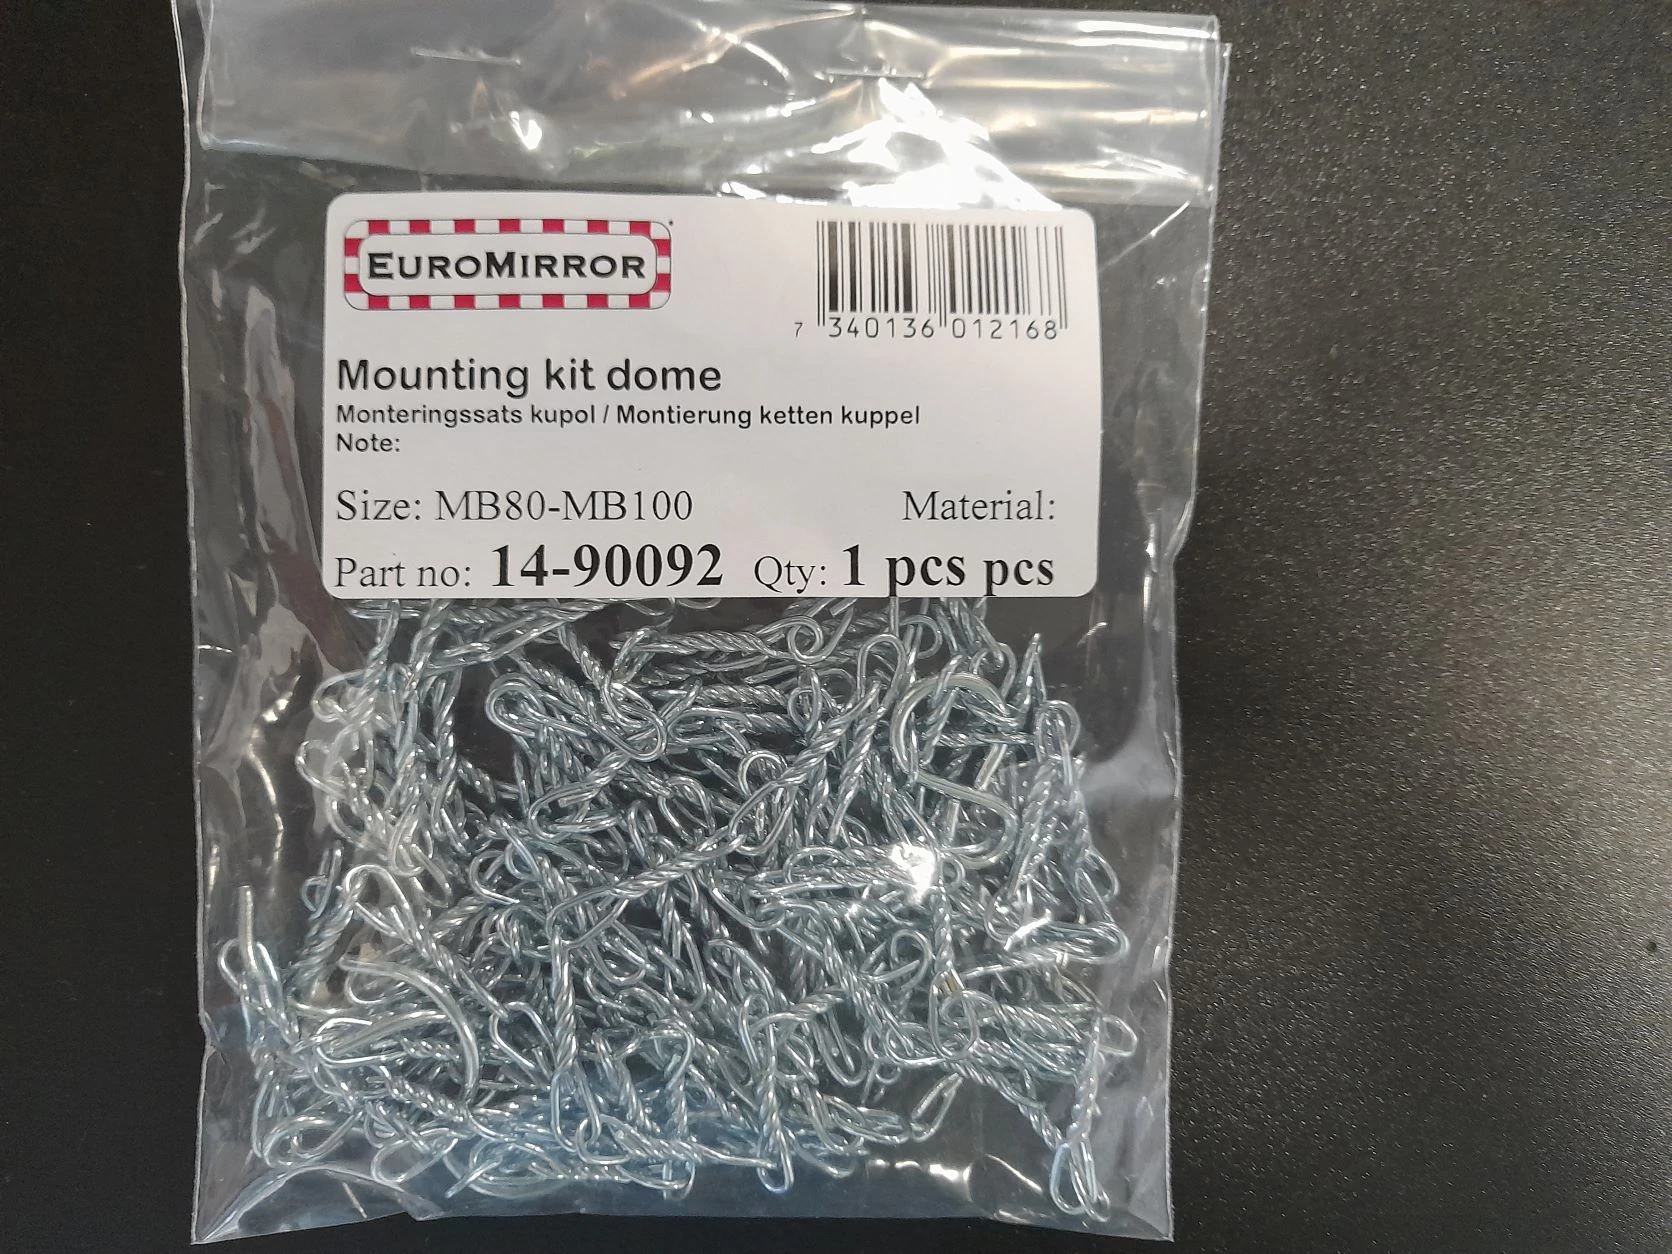 EUROMIRROR
7 340136 012168
Mounting kit dome
Monteringssats kupol / Montierung ketten kuppel
Note:
Size: MB80-MB100 Material:
Part no: 14-90092 Qty: 1 pcs pcs